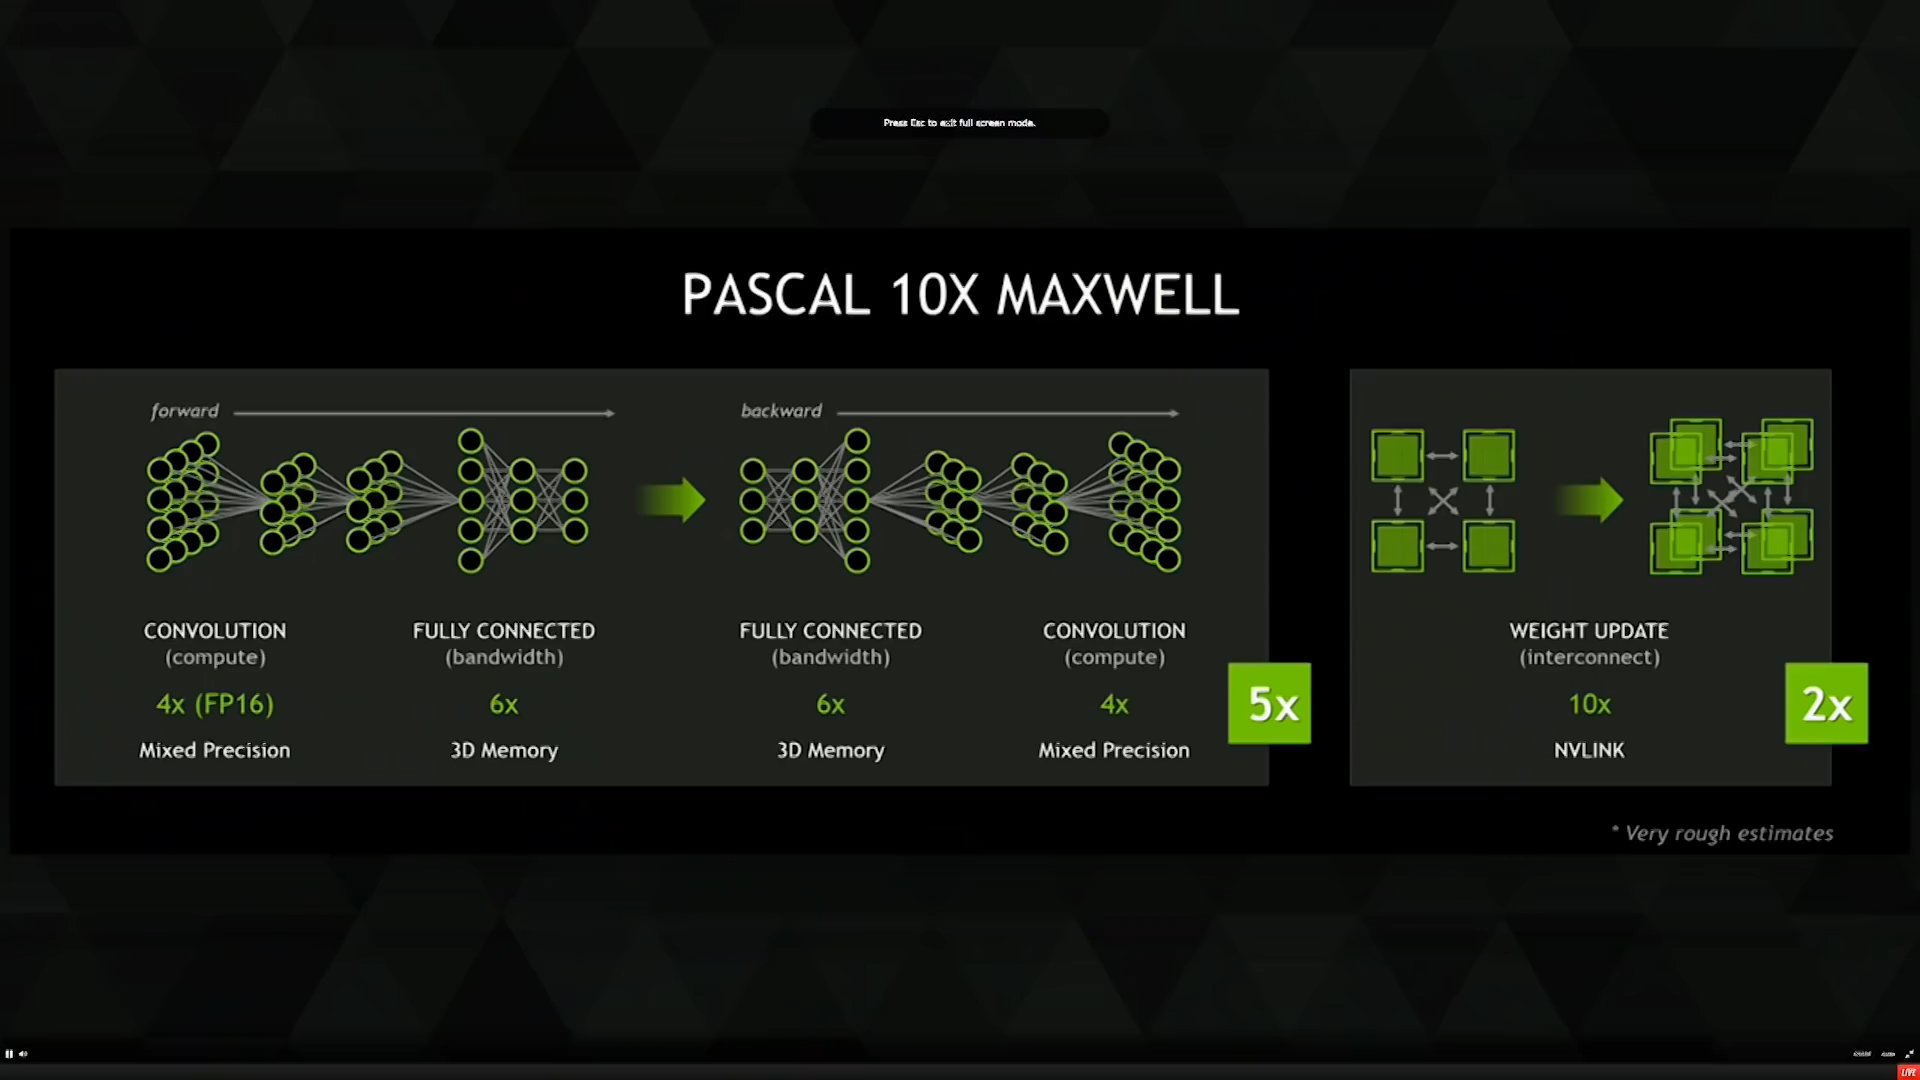 Press Esc to exit full screen mode.
PASCAL 10X MAXWELL
forward
backward
CONVOLUTION
(compute)
4x (FP16)
Mixed Precision
FULLY CONNECTED
(bandwidth)
6x
3D Memory
FULLY CONNECTED
(bandwidth)
6x
3D Memory
CONVOLUTION
(compute)
4x
Mixed Precision
5x
WEIGHT UPDATE
(interconnect)
10x
NVLINK
2x
* Very rough estimates
LIVE